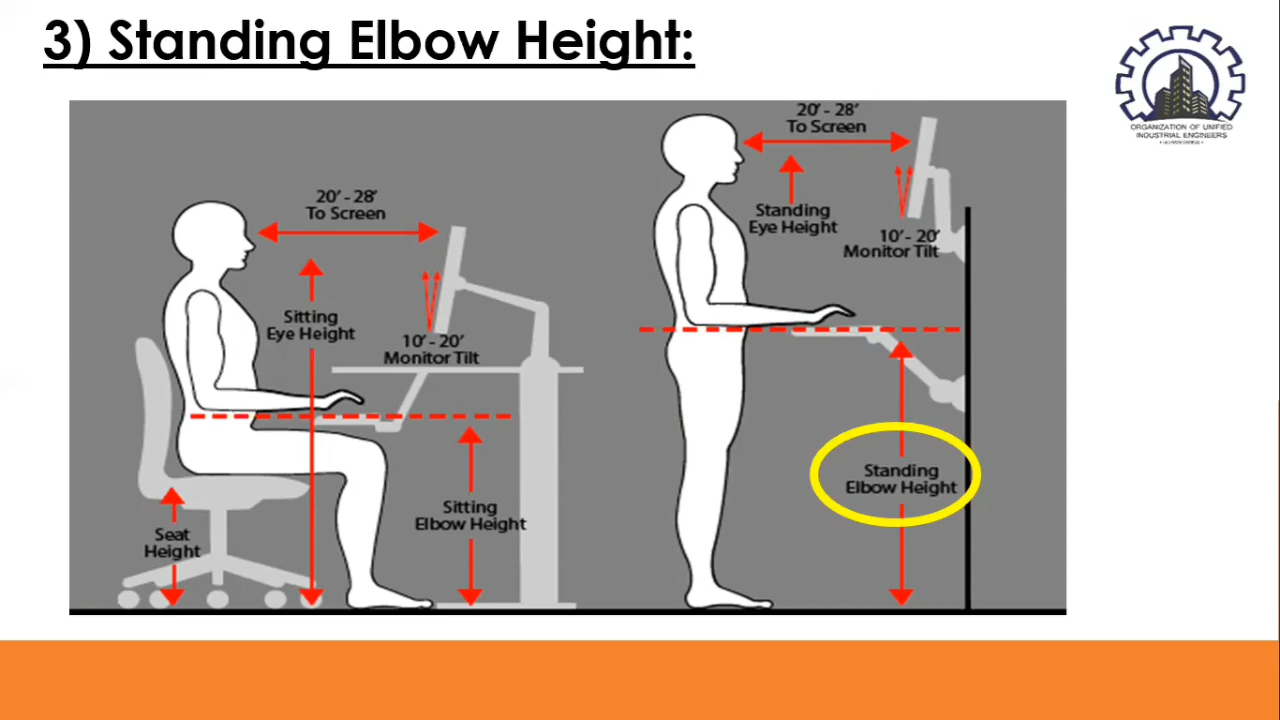 3) Standing Elbow Height:
ORGANIZATION OF UNIFIED
INDUSTRIAL ENGINEERS
20' - 28'
To Screen
Sitting
Eye Height
10' - 20'
Monitor Tilt
Seat
Height
Sitting
Elbow Height
20' - 28'
To Screen
Standing
Eye Height
10' - 20'
Monitor Tilt
Standing
Elbow Height